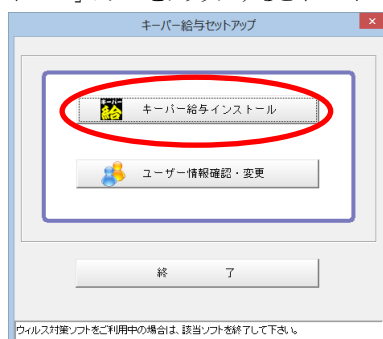 キーパー給与セットアップ
×
キーパー 給 キーパー給与インストール
ユーザー情報確認・変更
終 了
ウィルス対策ソフトをご利用中の場合は、該当ソフトを終了して下さい。